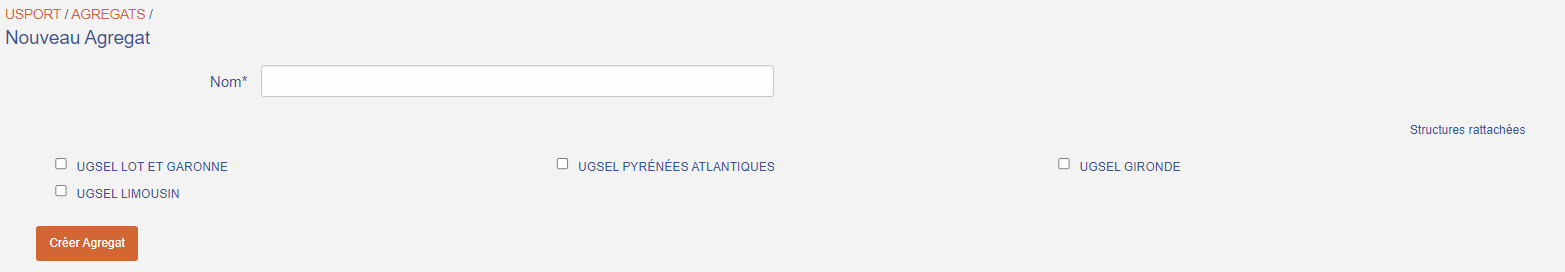 USPORT / AGREGATS /
Nouveau Agregat
Nom*
Structures rattachées
UGSEL LOT ET GARONNE UGSEL PYRÉNÉES ATLANTIQUES UGSEL GIRONDE
UGSEL LIMOUSIN
Créer Agregat